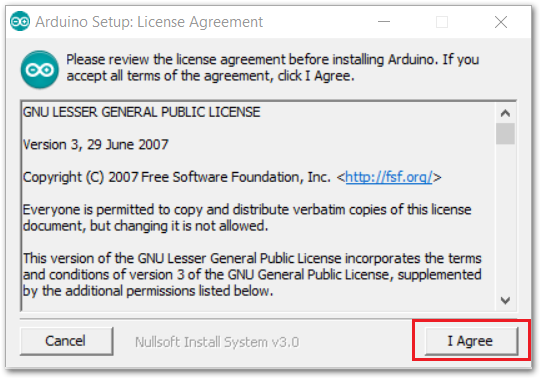 Arduino Setup: License Agreement
Please review the license agreement before installing Arduino. If you
accept all terms of the agreement, click I Agree.
GNU LESSER GENERAL PUBLIC LICENSE
Version 3, 29 June 2007
Copyright (C) 2007 Free Software Foundation, Inc. <http://fsf.org/>
Everyone is permitted to copy and distribute verbatim copies of this license
document, but changing it is not allowed.
This version of the GNU Lesser General Public License incorporates the terms
and conditions of version 3 of the GNU General Public License, supplemented
by the additional permissions listed below.
Cancel
Nullsoft Install System v3.0
I Agree